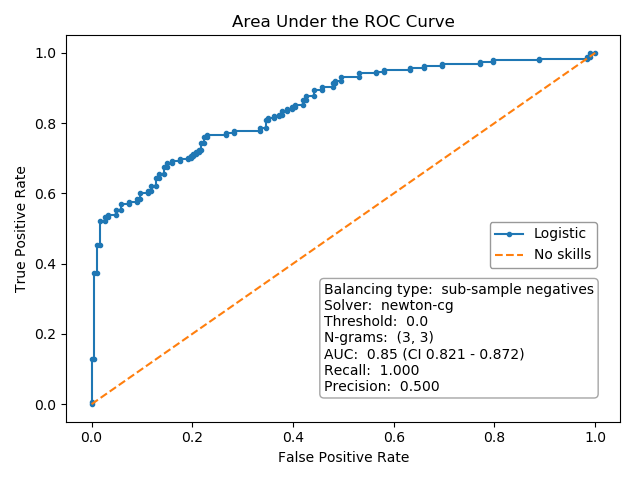 Area Under the ROC Curve
1.0
0.8
0.6
0.4
0.2
0.0
True Positive Rate
Logistic
No skills
Balancing type:  sub-sample negatives
Solver:  newton-cg
Threshold:  0.0
N-grams:  (3, 3)
AUC:  0.85 (CI 0.821 - 0.872)
Recall:  1.000
Precision:  0.500
0.0 0.2 0.4 0.6 0.8 1.0
False Positive Rate